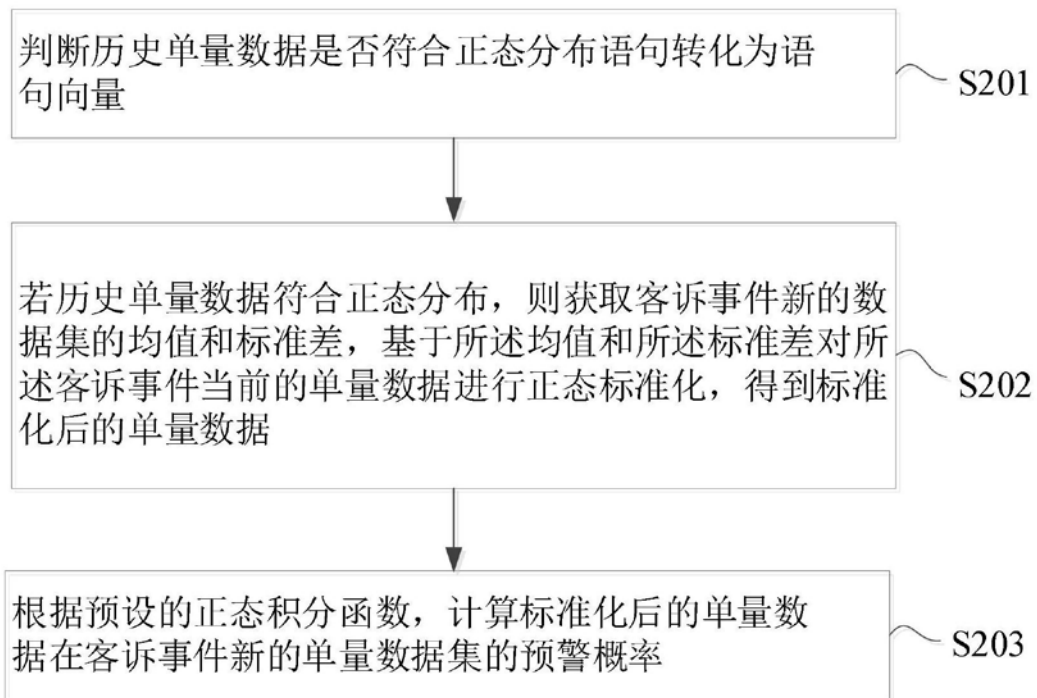 判断历史单量数据是否符合正态分布语句转化为语
句向量
S201
若历史单量数据符合正态分布，则获取客诉事件新的数
据集的均值和标准差，基于所述均值和所述标准差对所
述客诉事件当前的单量数据进行正态标准化，得到标准
化后的单量数据
S202
根据预设的正态积分函数，计算标准化后的单量数
据在客诉事件新的单量数据集的预警概率
S203